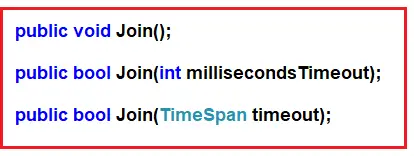 public void Join();
public bool Join(int millisecondsTimeout);
public bool Join(TimeSpan timeout);